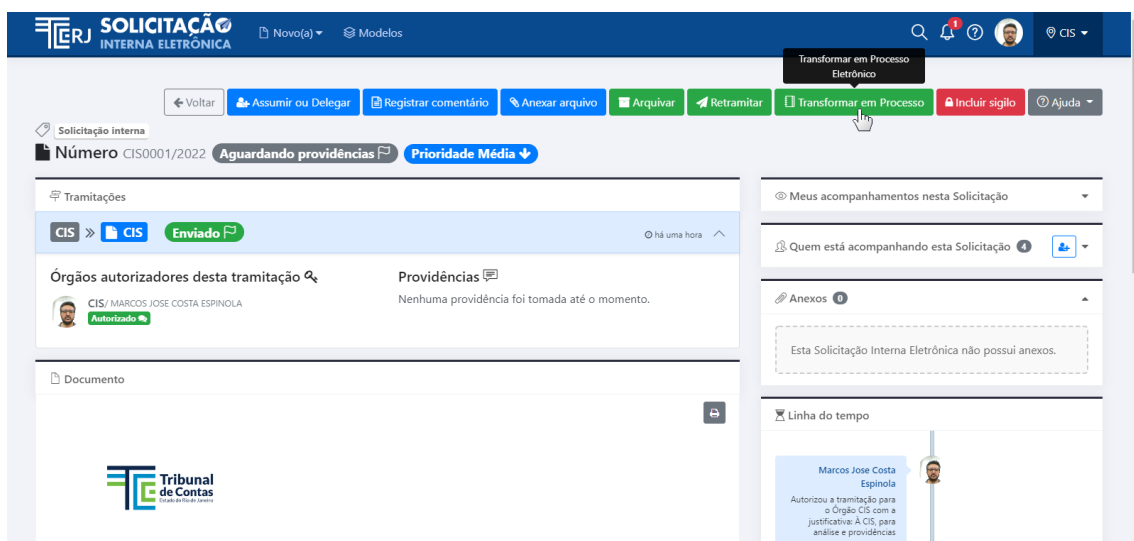 TCERJ SOLICITAÇÃO
INTERNA ELETRÔNICA
Novo(a)
Modelos
1
CIS
Transformar em Processo
Eletrônico
Voltar
Assumir ou Delegar
Registrar comentário
Anexar arquivo
Arquivar
Retramitar
Transformar em Processo
Incluir sigilo
Ajuda
Solicitação interna
Número CIS0001/2022 Aguardando providências Prioridade Média
Tramitações
CIS » CIS Enviado
há uma hora
Órgãos autorizadores desta tramitação
CIS/ MARCOS JOSE COSTA ESPINOLA
Autorizado
Providências
Nenhuma providência foi tomada até o momento.
Documento
Tribunal
de Contas
Estado do Rio de Janeiro
Meus acompanhamentos nesta Solicitação
Quem está acompanhando esta Solicitação 4
Anexos 0
Esta Solicitação Interna Eletrônica não possui anexos.
Linha do tempo
Marcos Jose Costa
Espinola
Autorizou a tramitação para
o Órgão CIS com a
justificativa: À CIS, para
análise e providências